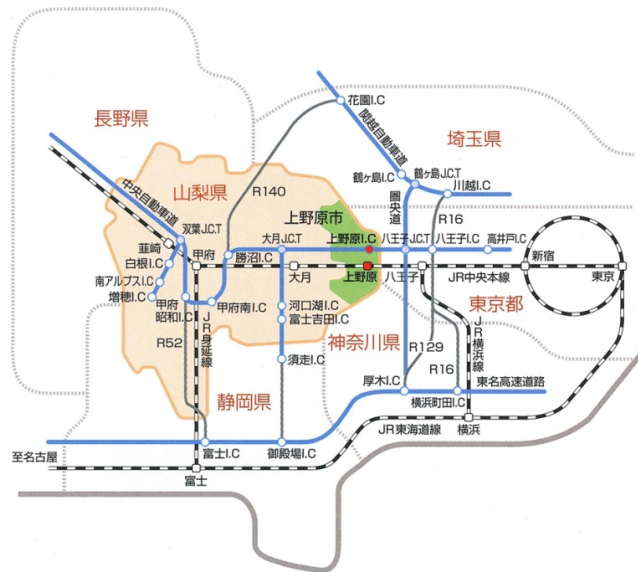 花園I.C
長野県
関越自動車道
埼玉県
鶴ヶ島I.C
鶴ヶ島J.C.T
川越I.C
中央自動車道
山梨県
R140
圏央道
R16
双葉J.C.T
上野原市
韮崎
甲府
勝沼I.C
大月J.C.T
上野原I.C
八王子J.C.T
八王子I.C
高井戸I.C
白根I.C
南アルプスI.C
増穂I.C
大月
上野原
八王子
JR中央本線
新宿
東京
甲府
昭和I.C
甲府南I.C
河口湖I.C
富士吉田I.C
東京都
JR身延線
R52
須走I.C
神奈川県
R129
R16
JR横浜線
静岡県
厚木I.C
横浜町田I.C
東名高速道路
至名古屋
富士I.C
御殿場I.C
JR東海道線
横浜
富士